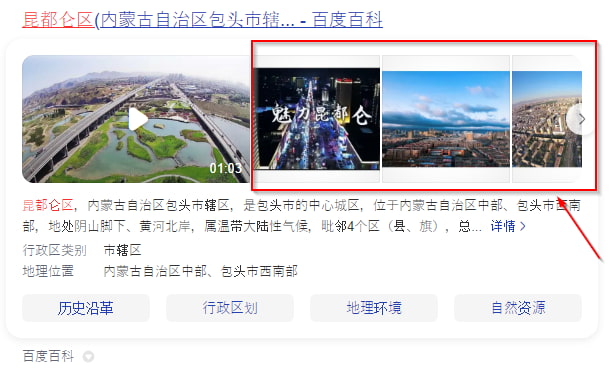 昆都仑区(内蒙古自治区包头市辖... - 百度百科
魅力昆都仑
01:03
昆都仑区，内蒙古自治区包头市辖区，是包头市的中心城区，位于内蒙古自治区中部、包头市西南
部，地处阴山脚下、黄河北岸，属温带大陆性气候，毗邻4个区（县、旗），总... 详情
行政区类别 市辖区
地理位置 内蒙古自治区中部、包头市西南部
历史沿革 行政区划 地理环境 自然资源
百度百科